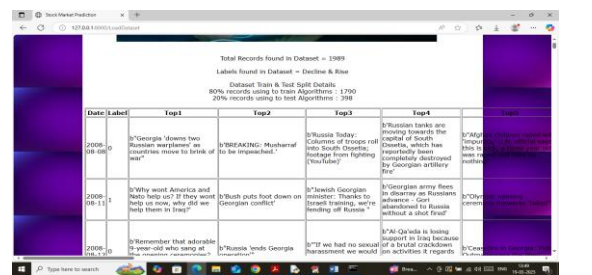 Stock Market Prediction
127.0.0.1:8000/LoadDataset
Total Records found in Dataset = 1989
Labels found in Dataset = Decline & Rise
Dataset Train & Test Split Details
80% records using to train Algorithms : 1790
20% records using to test Algorithms : 398
Date Label Top1 Top2 Top3 Top4
2008-08-08 0
b"Georgia 'downs two
Russian warplanes' as
countries move to brink of
war"
b'BREAKING: Musharraf
to be impeached.'
b'Russia Today:
Columns of troops roll
into South Ossetia;
footage from fighting
(YouTube)'
b'Russian tanks are
moving towards the
capital of South
Ossetia, which has
reportedly been
completely destroyed
by Georgian artillery
fire'
2008-08-11 1
b'Why wont America and
Nato help us? If they wont
help us now, why did we
help them in Iraq?'
b'Bush puts foot down on
Georgian conflict'
b"Jewish Georgian
minister: Thanks to
Israeli training, we're
fending off Russia "
b'Georgian army flees
in disarray as Russians
advance - Gori
abandoned to Russia
without a shot fired'
2008-
0
b'Remember that adorable
9-year-old who sang at
the opening ceremonies?
b"Russia 'ends Georgia
operation'"
b'"If we had no sexual
harassment we would
b"Al-Qa'eda is losing
support in Iraq because
of a brutal crackdown
on activities it regards
Type here to search